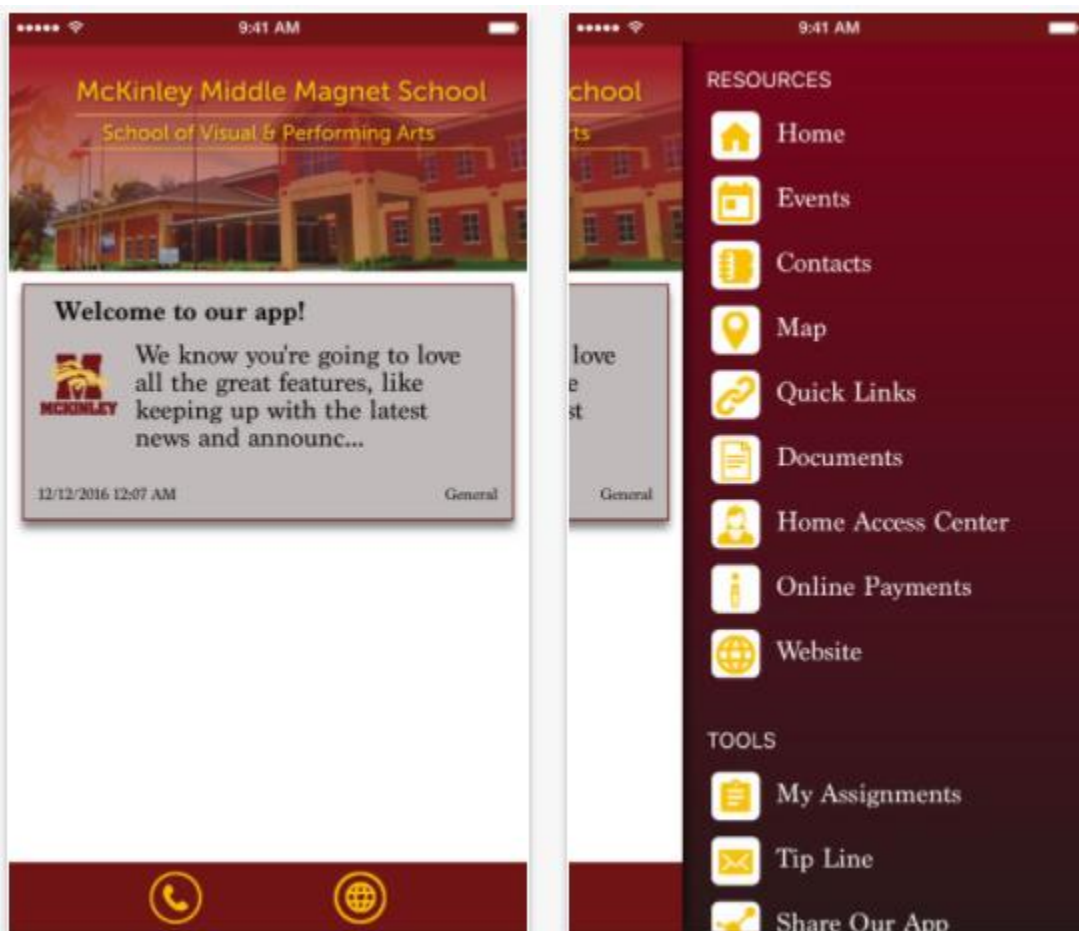 9:41 AM
McKinley Middle Magnet School
School of Visual & Performing Arts
Welcome to our app!
We know you're going to love
all the great features, like
keeping up with the latest
news and announc...
MCKINLEY
12/12/2016 12:07 AM
General
9:41 AM
chool
ts
love
e
st
General
RESOURCES
Home
Events
Contacts
Map
Quick Links
Documents
Home Access Center
Online Payments
Website
TOOLS
My Assignments
Tip Line
Share Our App